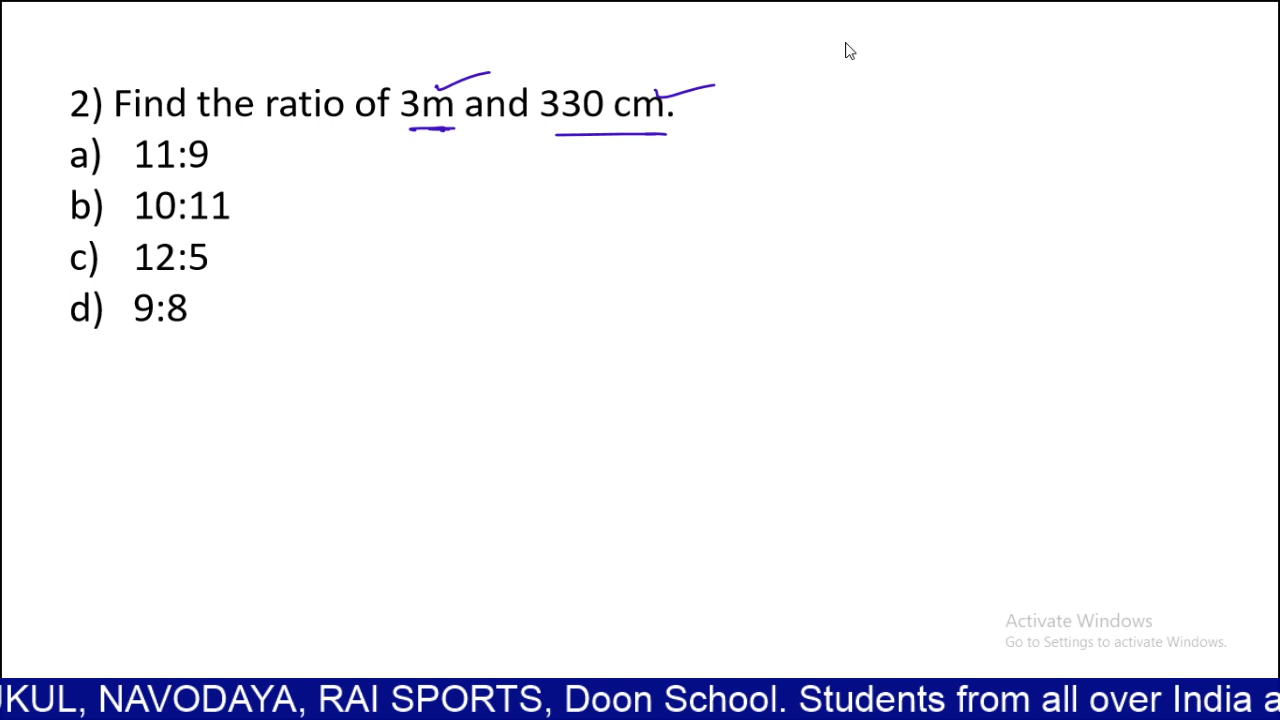 2) Find the ratio of 3m and 330 cm.
a) 11:9
b) 10:11
c) 12:5
d) 9:8
Activate Windows
Go to Settings to activate Windows.
NAVODAYA, RAI SPORTS, Doon School. Students from all over India